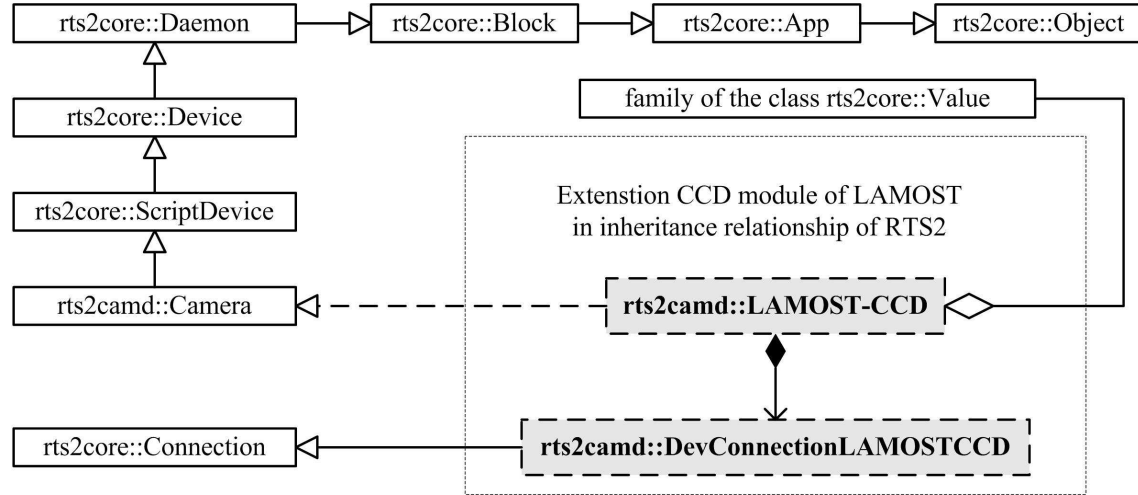 rts2core::Daemon
rts2core::Block
rts2core::App
rts2core::Object
family of the class rts2core::Value
rts2core::Device
Extenstion CCD module of LAMOST
in inheritance relationship of RTS2
rts2core::ScriptDevice
rts2camd::Camera
rts2camd::LAMOST-CCD
rts2core::Connection
rts2camd::DevConnectionLAMOSTCCD